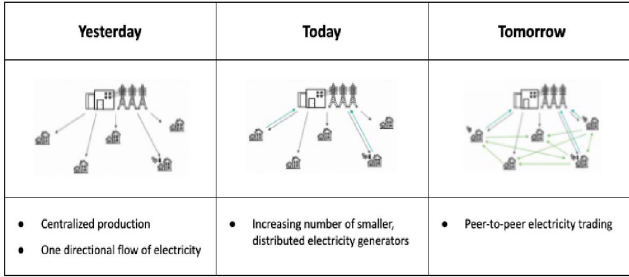 Yesterday
Today
Tomorrow
● Centralized production
● One directional flow of electricity
● Increasing number of smaller,
distributed electricity generators
● Peer-to-peer electricity trading